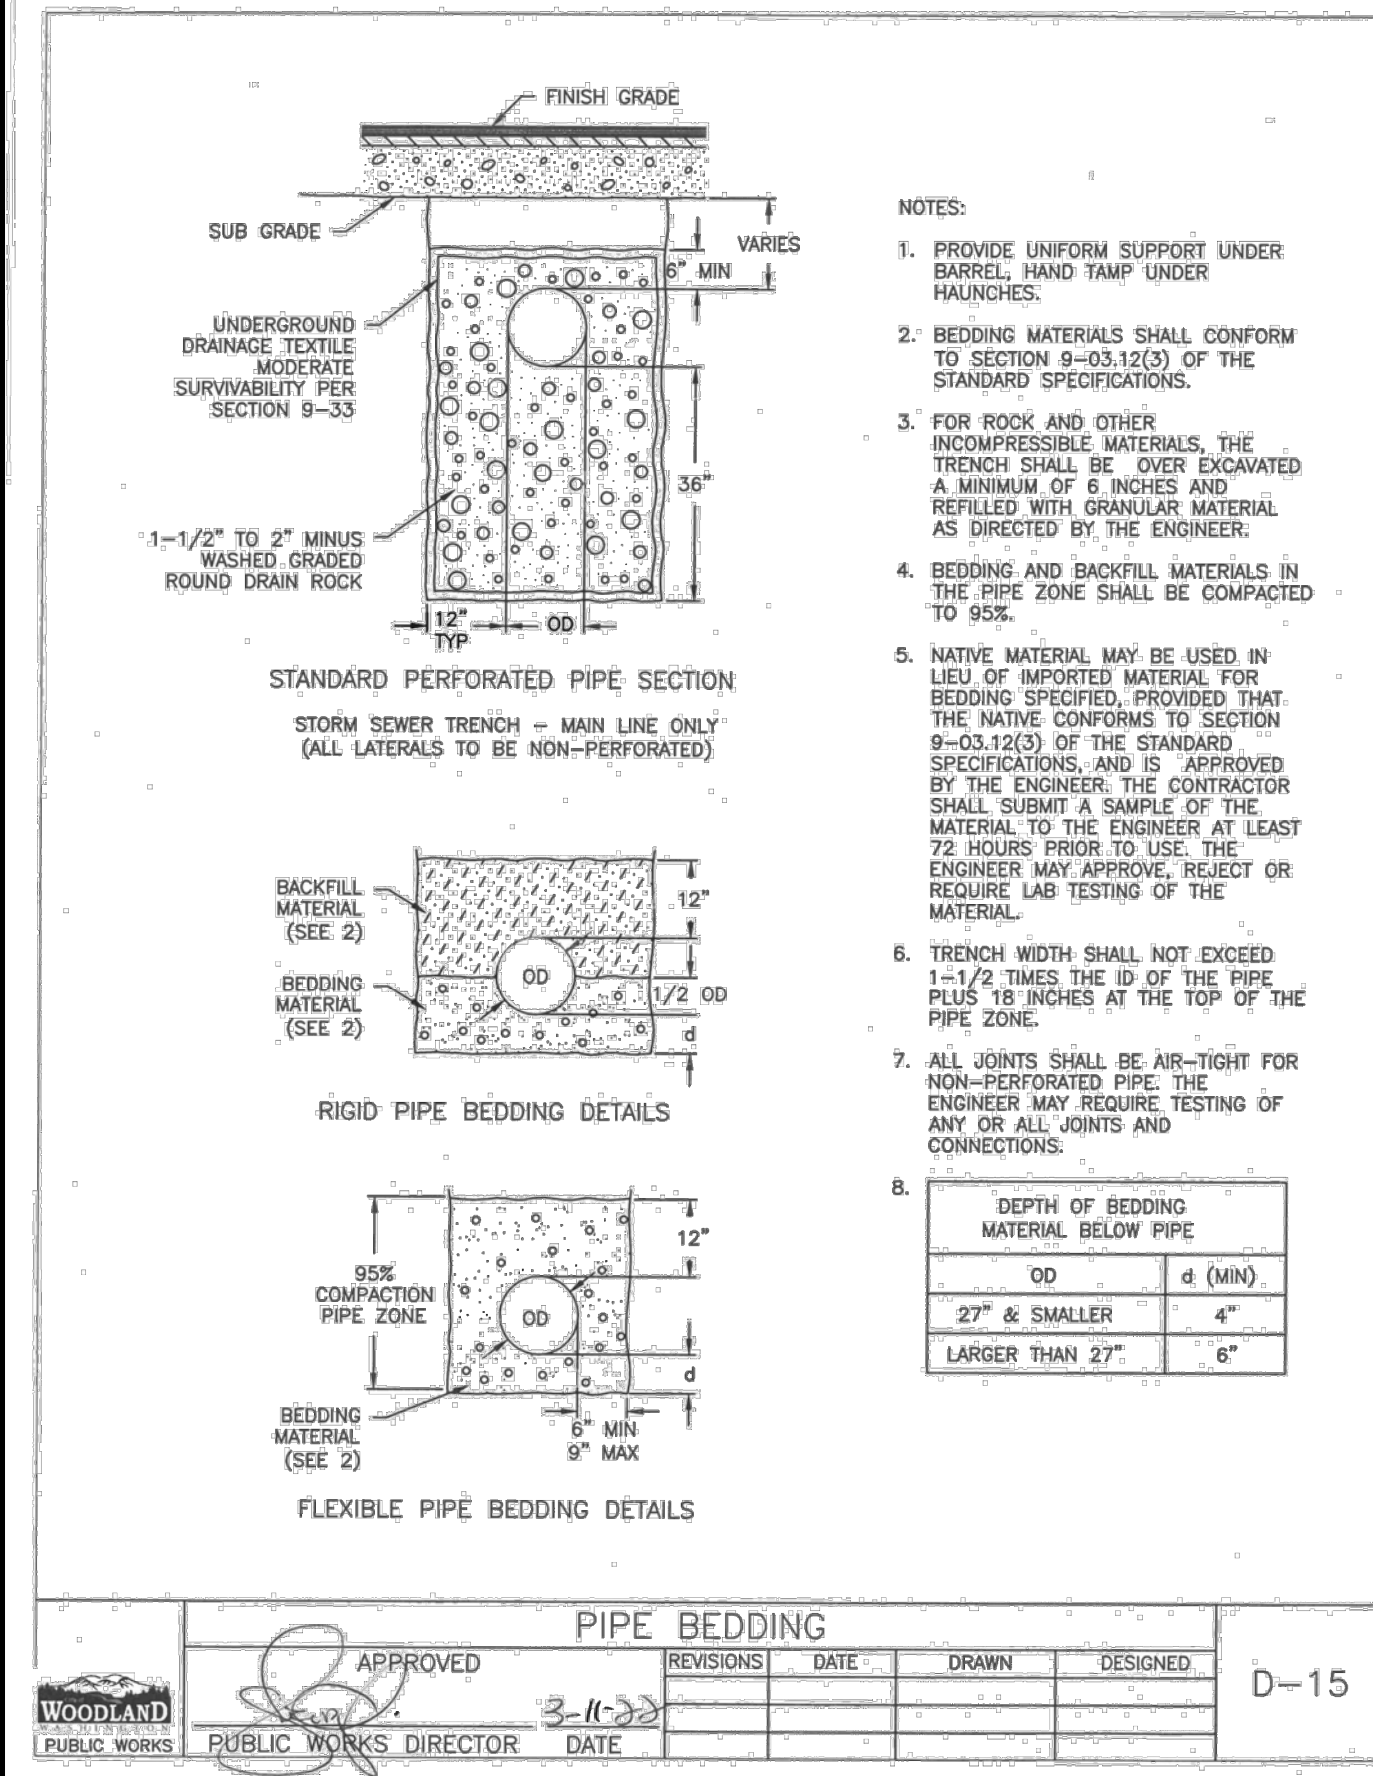 FINISH GRADE
SUB GRADE
VARIES
6" MIN
UNDERGROUND
DRAINAGE TEXTILE
MODERATE
SURVIVABILITY PER
SECTION 9-33
36"
1-1/2" TO 2" MINUS
WASHED GRADED
ROUND DRAIN ROCK
12"
TYP
OD
STANDARD PERFORATED PIPE SECTION
STORM SEWER TRENCH - MAIN LINE ONLY
(ALL LATERALS TO BE NON-PERFORATED)
BACKFILL
MATERIAL
(SEE 2)
12"
OD
BEDDING
MATERIAL
(SEE 2)
1/2 OD
d
RIGID PIPE BEDDING DETAILS
12"
95%
COMPACTION
PIPE ZONE
OD
d
BEDDING
MATERIAL
(SEE 2)
6" MIN
9" MAX
FLEXIBLE PIPE BEDDING DETAILS
NOTES:
1. PROVIDE UNIFORM SUPPORT UNDER
BARREL, HAND TAMP UNDER
HAUNCHES.
2. BEDDING MATERIALS SHALL CONFORM
TO SECTION 9-03.12(3) OF THE
STANDARD SPECIFICATIONS.
3. FOR ROCK AND OTHER
INCOMPRESSIBLE MATERIALS, THE
TRENCH SHALL BE OVER EXCAVATED
A MINIMUM OF 6 INCHES AND
REFILLED WITH GRANULAR MATERIAL
AS DIRECTED BY THE ENGINEER.
4. BEDDING AND BACKFILL MATERIALS IN
THE PIPE ZONE SHALL BE COMPACTED
TO 95%.
5. NATIVE MATERIAL MAY BE USED IN
LIEU OF IMPORTED MATERIAL FOR
BEDDING SPECIFIED, PROVIDED THAT
THE NATIVE CONFORMS TO SECTION
9-03.12(3) OF THE STANDARD
SPECIFICATIONS, AND IS APPROVED
BY THE ENGINEER. THE CONTRACTOR
SHALL SUBMIT A SAMPLE OF THE
MATERIAL TO THE ENGINEER AT LEAST
72 HOURS PRIOR TO USE. THE
ENGINEER MAY APPROVE, REJECT OR
REQUIRE LAB TESTING OF THE
MATERIAL.
6. TRENCH WIDTH SHALL NOT EXCEED
1-1/2 TIMES THE ID OF THE PIPE
PLUS 18 INCHES AT THE TOP OF THE
PIPE ZONE.
7. ALL JOINTS SHALL BE AIR-TIGHT FOR
NON-PERFORATED PIPE. THE
ENGINEER MAY REQUIRE TESTING OF
ANY OR ALL JOINTS AND
CONNECTIONS.
8.
DEPTH OF BEDDING
MATERIAL BELOW PIPE
OD d (MIN)
27" & SMALLER 4"
LARGER THAN 27" 6"
PIPE BEDDING
APPROVED
3-11-22
PUBLIC WORKS DIRECTOR DATE
REVISIONS DATE DRAWN DESIGNED
WOODLAND
WASHINGTON
PUBLIC WORKS
D-15